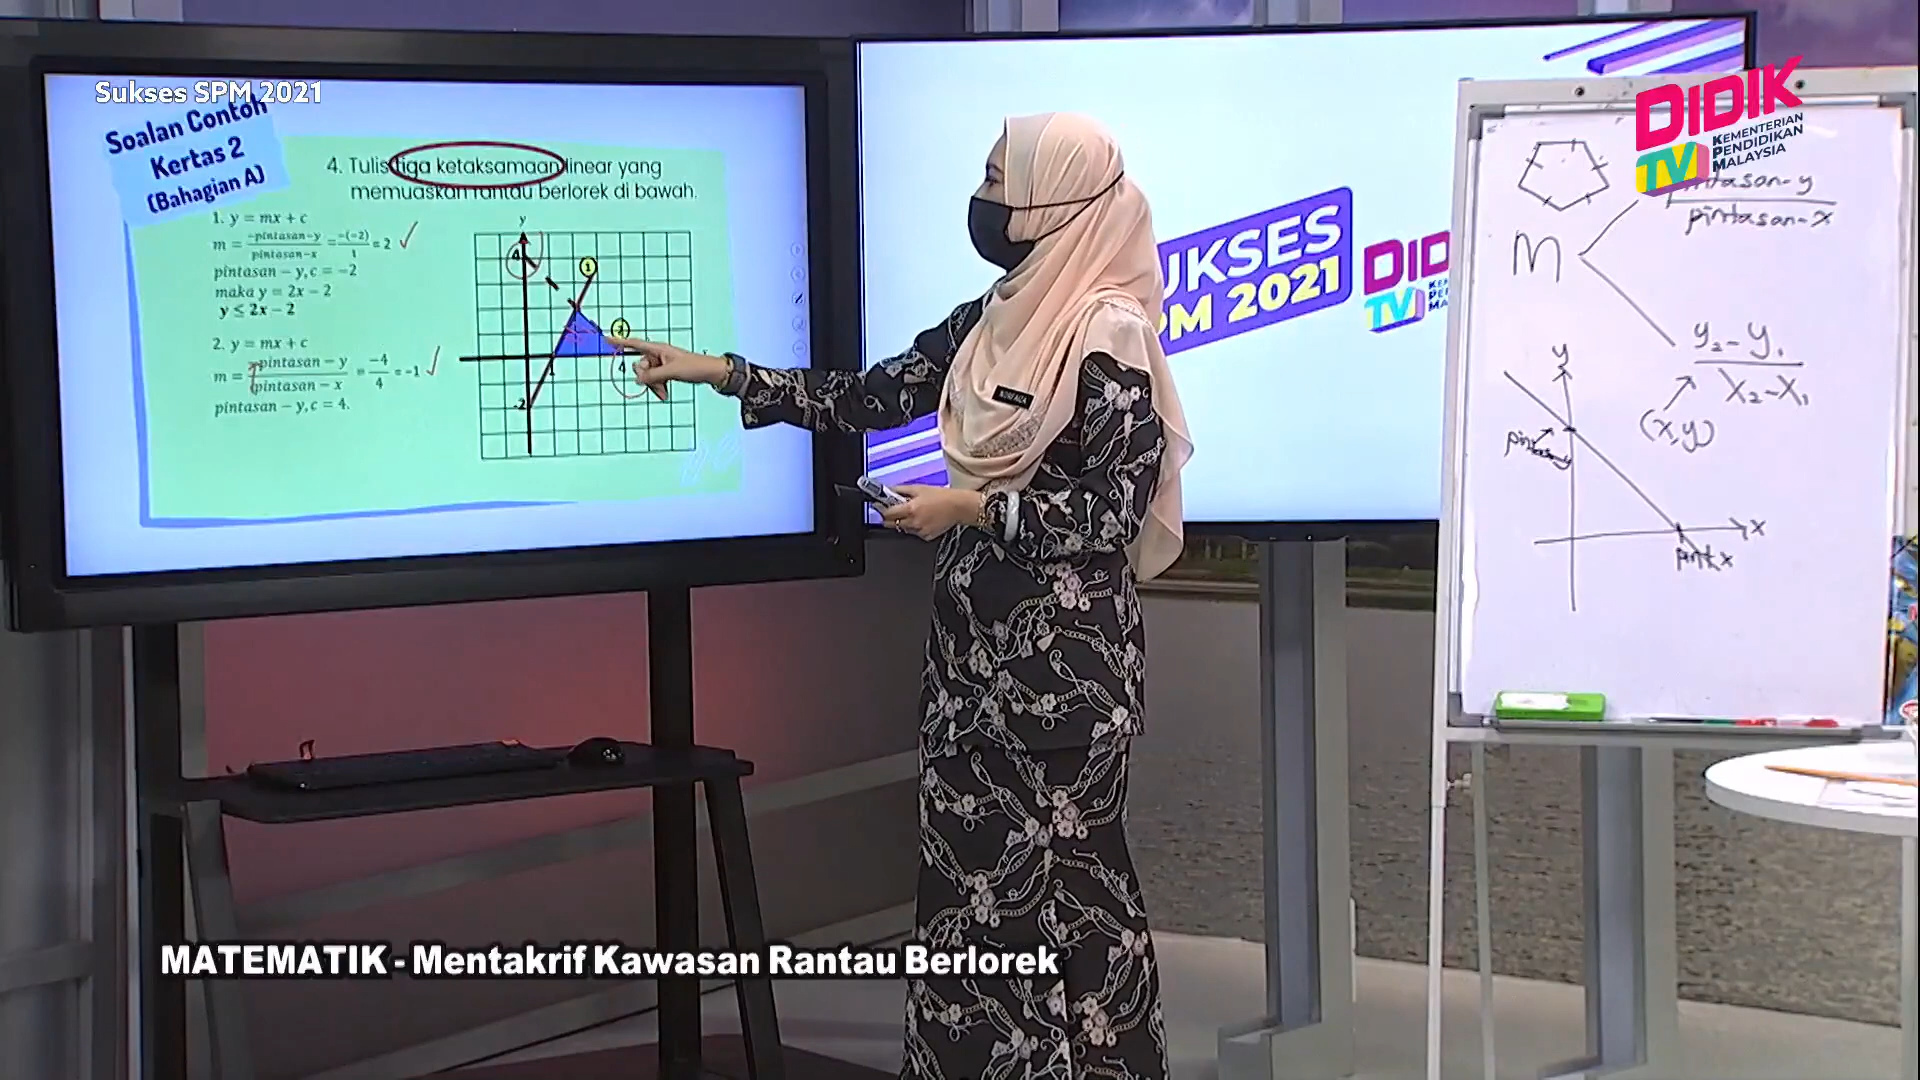 Sukses SPM 2021
Soalan Contoh
Kertas 2
(Bahagian A)
4. Tulis tiga ketaksamaan linear yang
memuaskan rantau berlorek di bawah.
1. y = mx + c
m = -pintasan-y / pintasan-x = -(-2) / 1 = 2
pintasan - y, c = -2
maka y = 2x - 2
y ≤ 2x - 2
2. y = mx + c
m = -pintasan - y / pintasan - x = -4 / 4 = -1
pintasan - y, c = 4.
y
4
1
2
1
4
-2
SUKSES
SPM 2021
DIDIK
TV
DIDIK
TV
KEMENTERIAN
PENDIDIKAN
MALAYSIA
pintasan-y
pintasan-x
m
y₂ - y₁
x₂ - x₁
(x,y)
y
x
pint x
NORFAIZA
MATEMATIK - Mentakrif Kawasan Rantau Berlorek